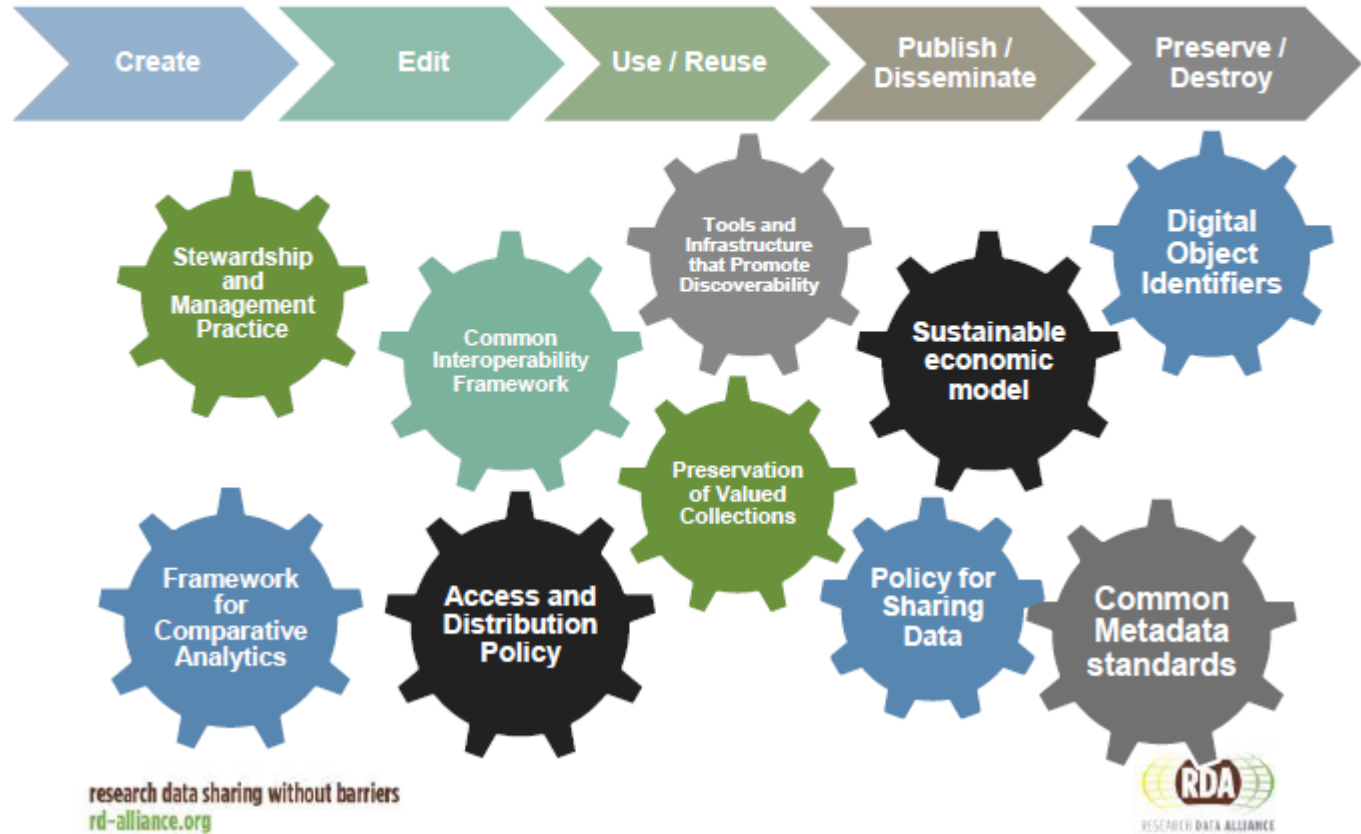 Create
Edit
Use / Reuse
Publish /
Disseminate
Preserve /
Destroy
Stewardship
and
Management
Practice
Common
Interoperability
Framework
Tools and
Infrastructure
that Promote
Discoverability
Sustainable
economic
model
Digital
Object
Identifiers
Framework
for
Comparative
Analytics
Access and
Distribution
Policy
Preservation
of Valued
Collections
Policy for
Sharing
Data
Common
Metadata
standards
research data sharing without barriers
rd-alliance.org
RDA
RESEARCH DATA ALLIANCE